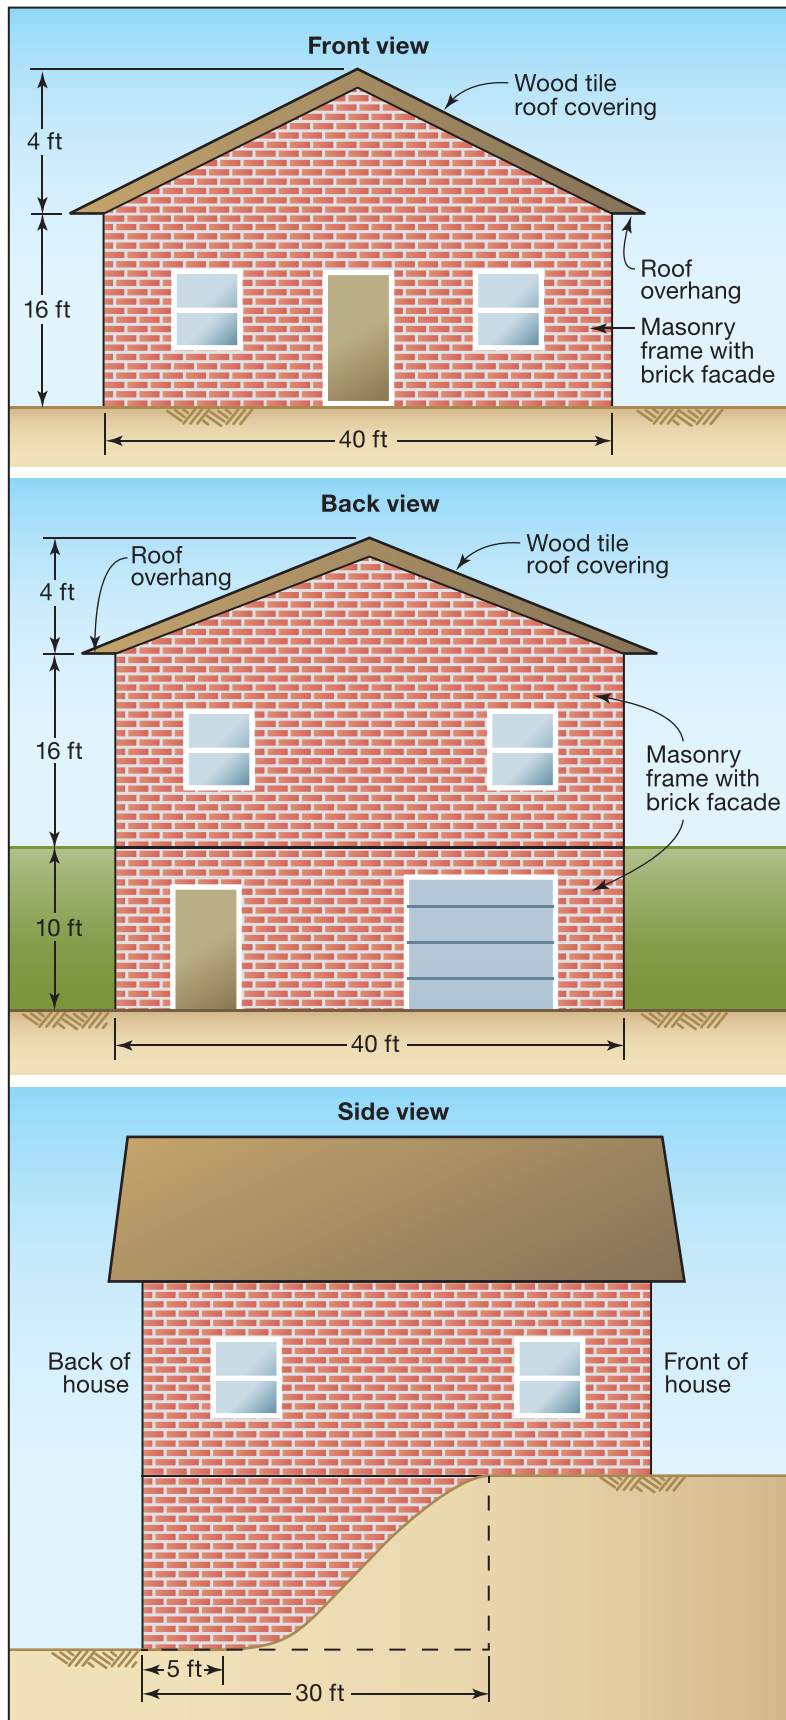 Front view
Wood tile
roof covering
4 ft
16 ft
Roof
overhang
Masonry
frame with
brick facade
40 ft
Back view
Roof
overhang
Wood tile
roof covering
4 ft
16 ft
Masonry
frame with
brick facade
10 ft
40 ft
Side view
Back of
house
Front of
house
5 ft
30 ft